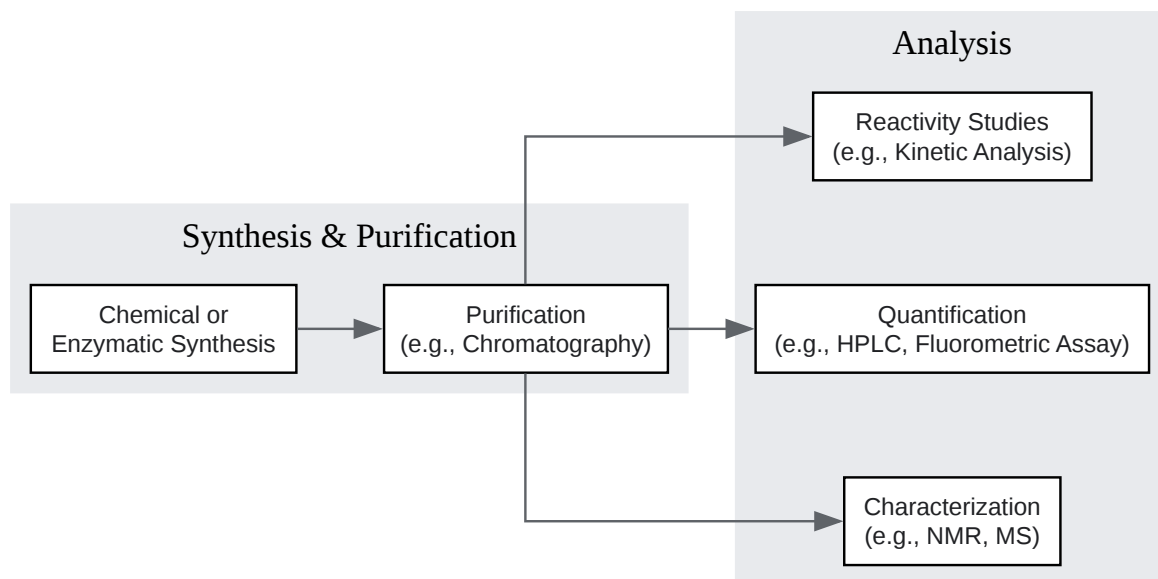 Analysis
Reactivity Studies
(e.g., Kinetic Analysis)
Synthesis & Purification
Chemical or
Enzymatic Synthesis
Purification
(e.g., Chromatography)
Quantification
(e.g., HPLC, Fluorometric Assay)
Characterization
(e.g., NMR, MS)